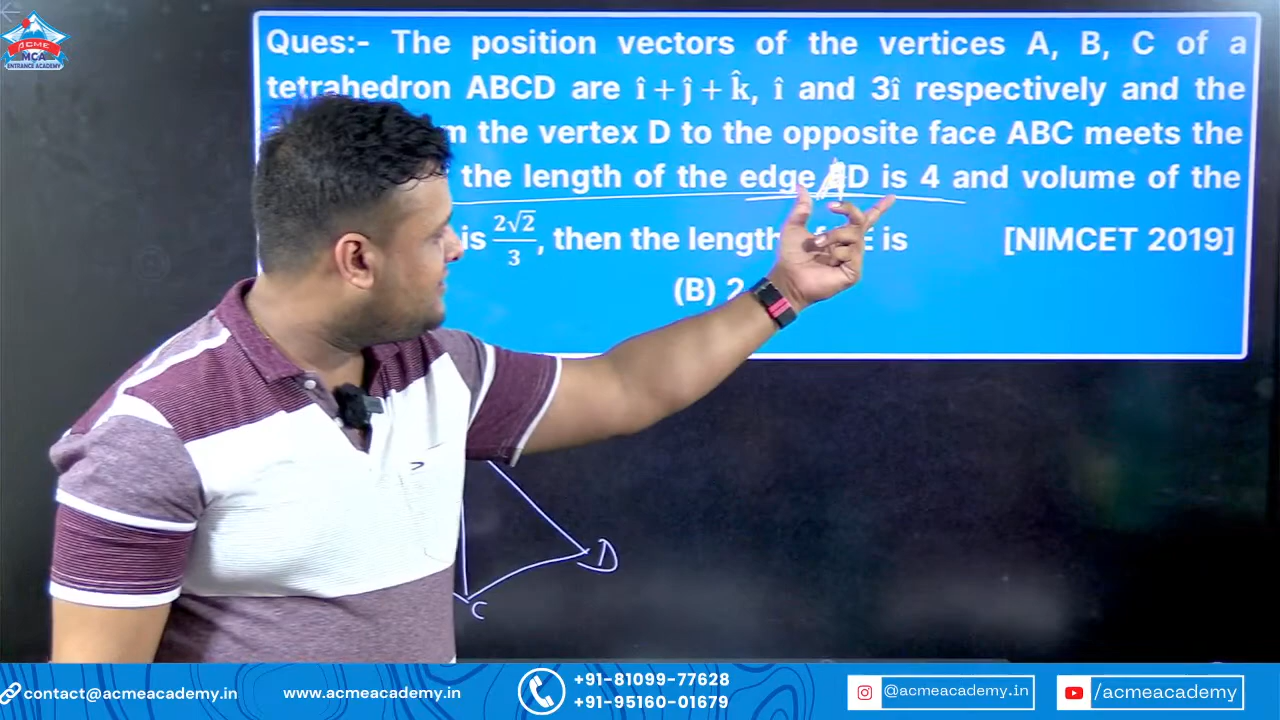 ACME
MCA
ENTRANCE ACADEMY
Ques:- The position vectors of the vertices A, B, C of a
tetrahedron ABCD are î + ĵ + k̂, î and 3î respectively and the
the vertex D to the opposite face ABC meets the
the length of the edge AD is 4 and volume of the
is 2√2/3, then the length is [NIMCET 2019]
(B) 2
D
C
contact@acmeacademy.in
www.acmeacademy.in
+91-81099-77628
+91-95160-01679
@acmeacademy.in
/acmeacademy